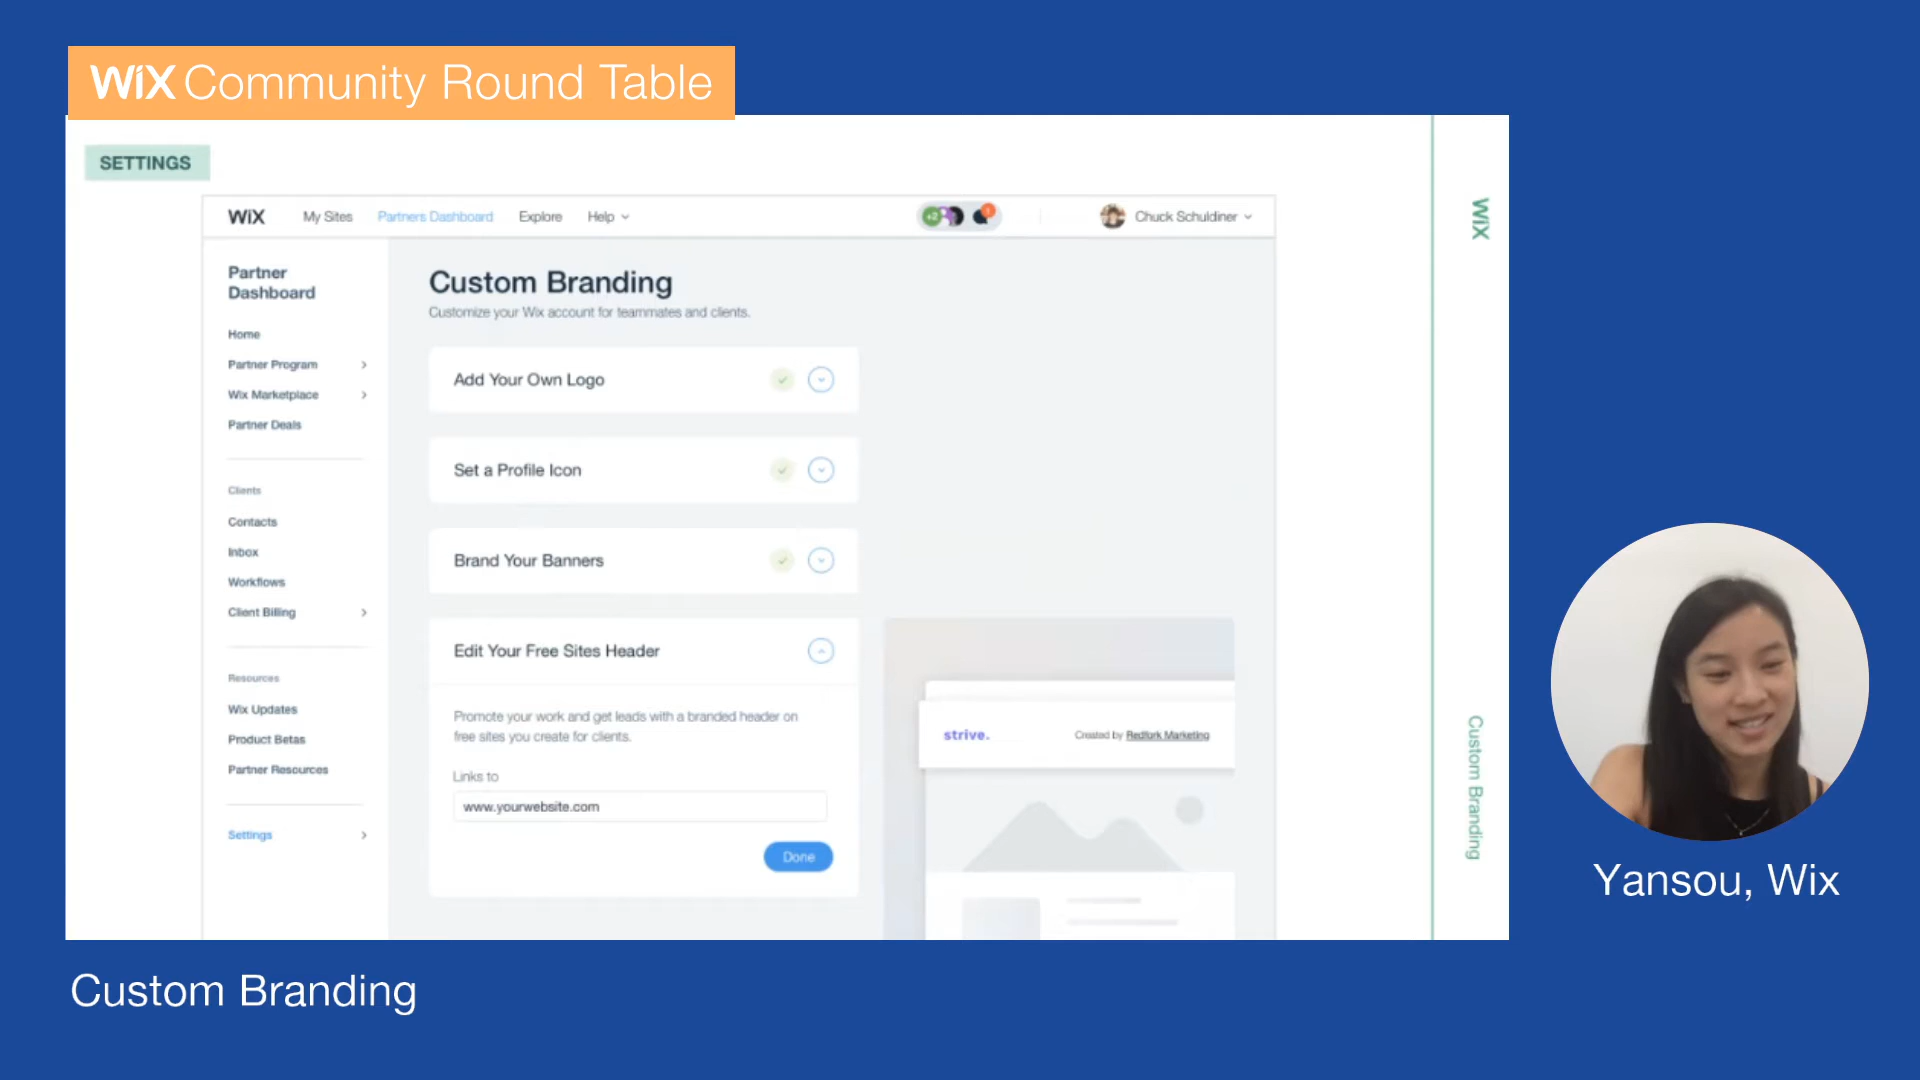 WiX Community Round Table
SETTINGS
WiX
My Sites
Partners Dashboard
Explore
Help
+2
1
Chuck Schuldiner
Partner
Dashboard
Home
Partner Program
Wix Marketplace
Partner Deals
Clients
Contacts
Inbox
Workflows
Client Billing
Resources
Wix Updates
Product Betas
Partner Resources
Settings
Custom Branding
Customize your Wix account for teammates and clients.
Add Your Own Logo
Set a Profile Icon
Brand Your Banners
Edit Your Free Sites Header
Promote your work and get leads with a branded header on
free sites you create for clients.
Links to
www.yourwebsite.com
Done
strive.
Created by Redfork Marketing
WiX
Custom Branding
Yansou, Wix
Custom Branding